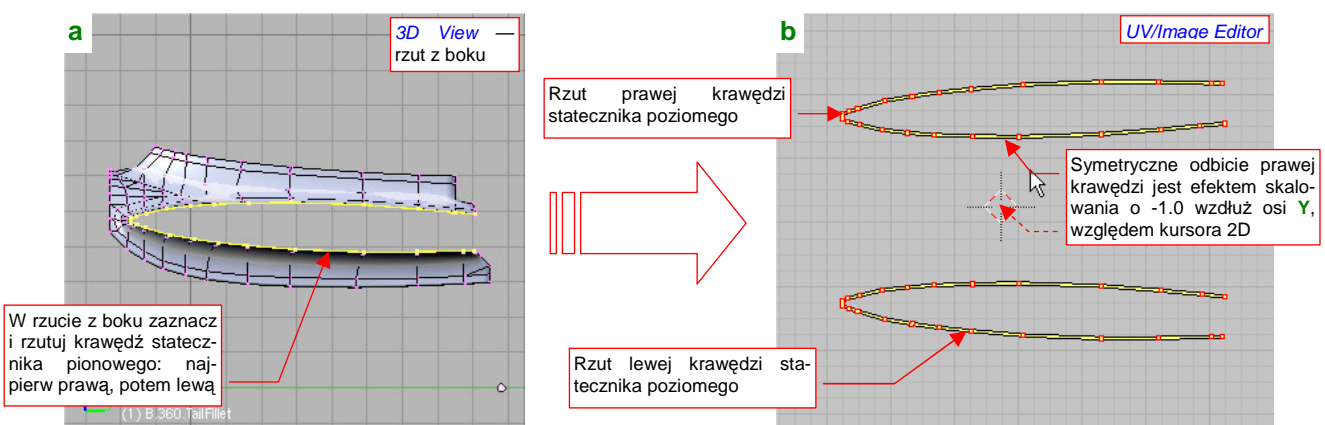 a
3D View —
rzut z boku
W rzucie z boku zaznacz
i rzutuj krawędź statecz-
nika pionowego: naj-
pierw prawą, potem lewą
(1) B.360.TailFillet
b
UV/Image Editor
Rzut prawej krawędzi
statecznika poziomego
Symetryczne odbicie prawej
krawędzi jest efektem skalo-
wania o -1.0 wzdłuż osi Y,
względem kursora 2D
Rzut lewej krawędzi sta-
tecznika poziomego